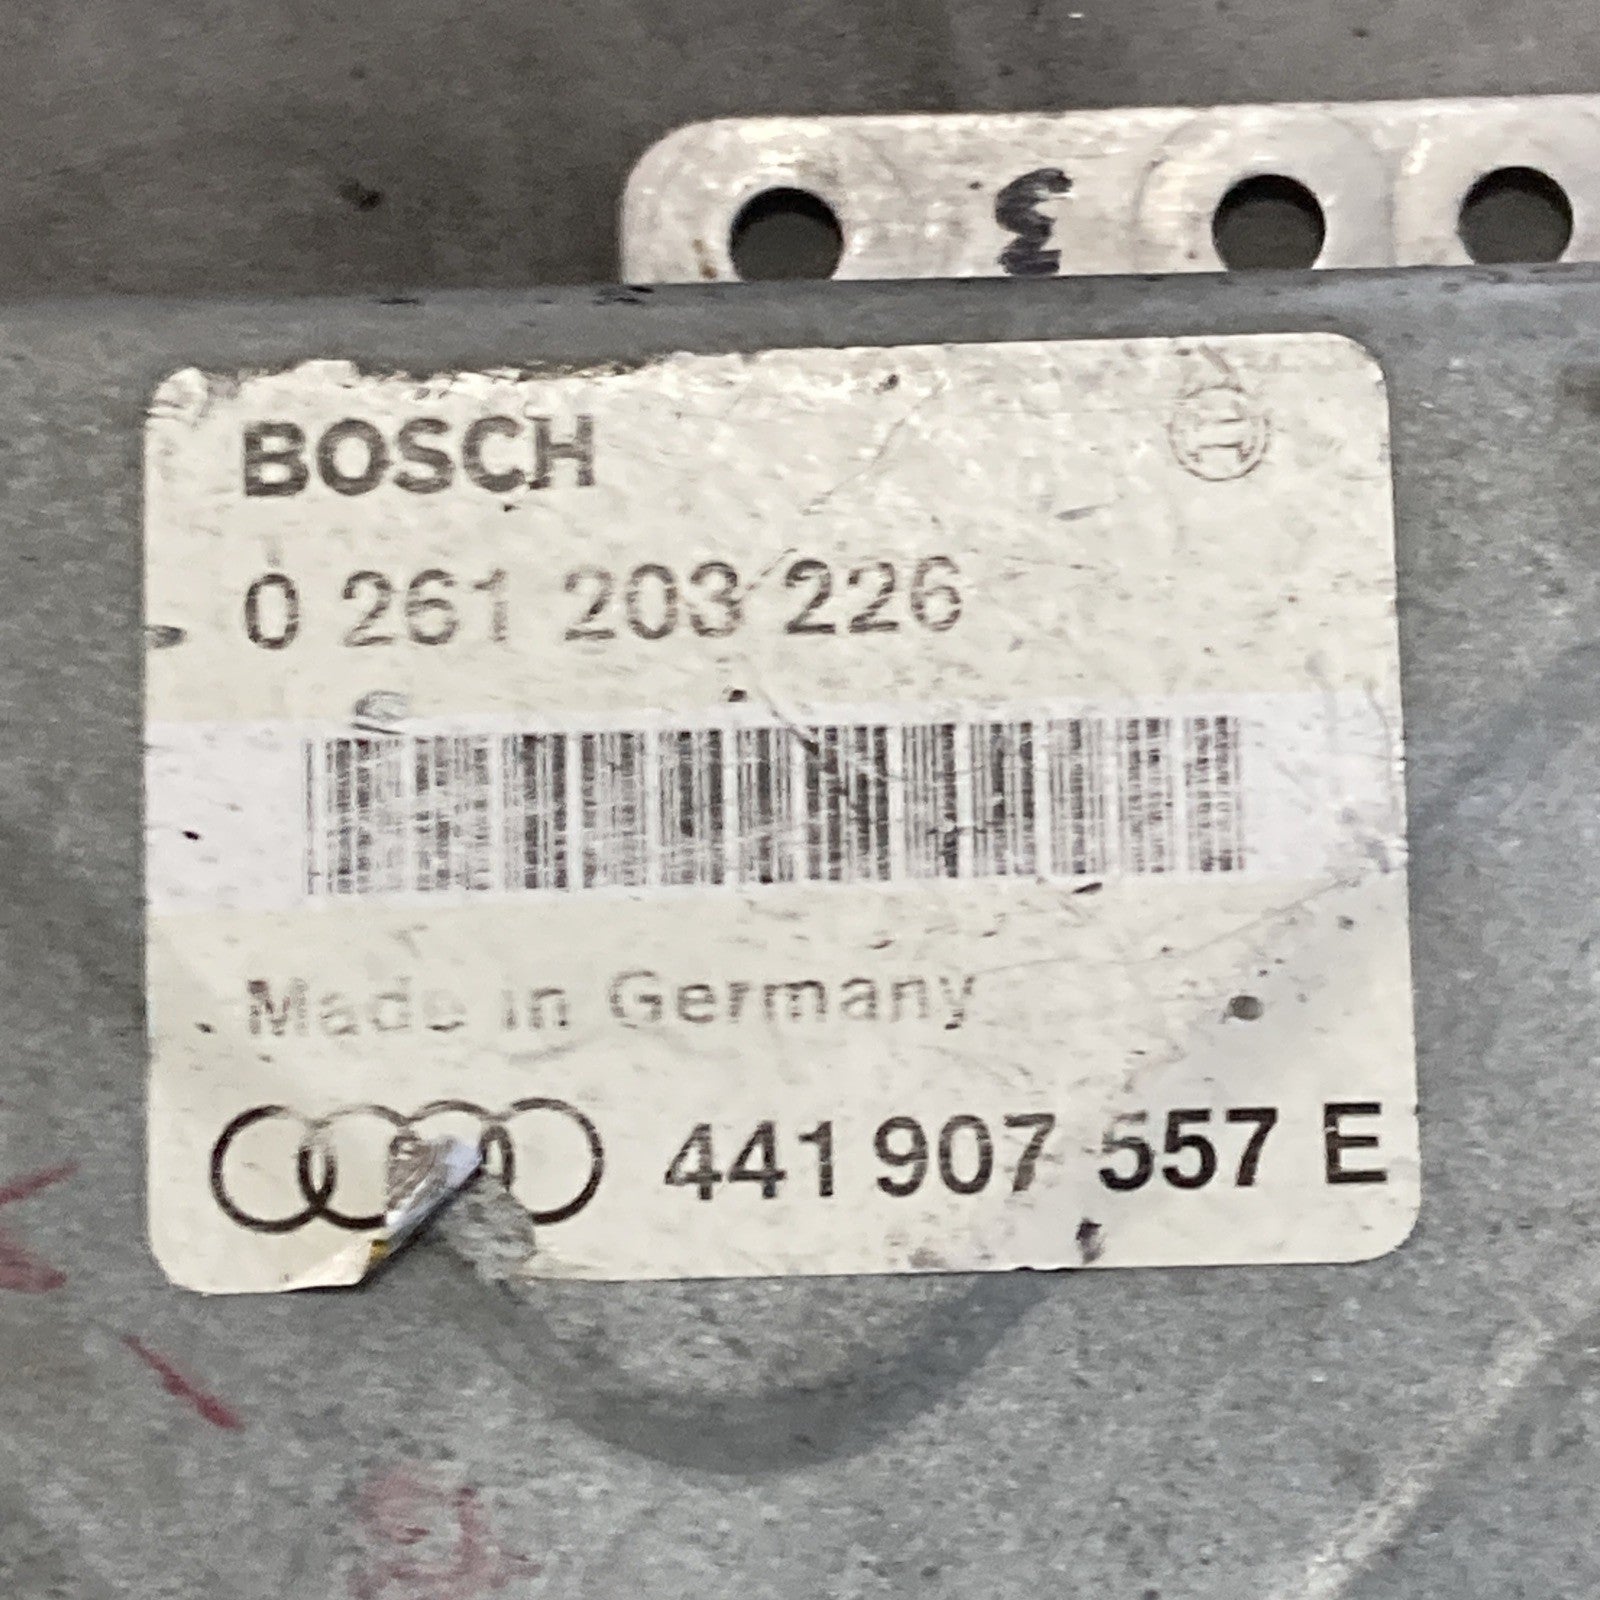 BOSCH
0 261 203 226
Made in Germany
441 907 557 E